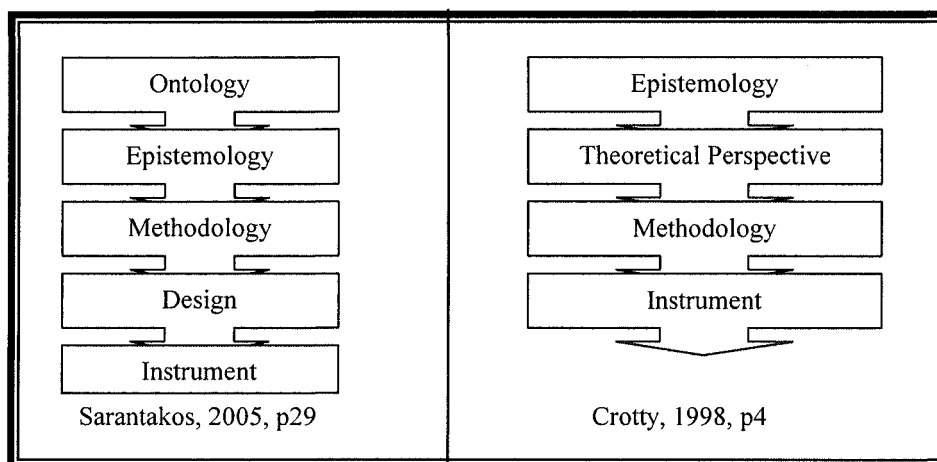 Ontology
Epistemology
Methodology
Design
Instrument
Sarantakos, 2005, p29
Epistemology
Theoretical Perspective
Methodology
Instrument
Crotty, 1998, p4